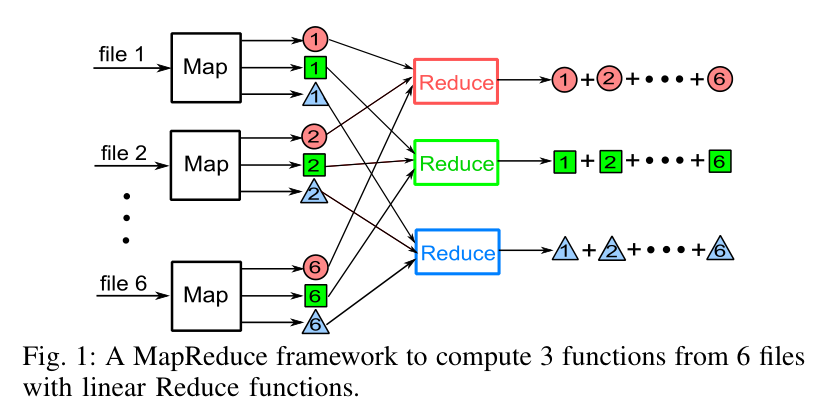 file 1
Map
1
1
1
Reduce
1 + 2 + ••• + 6
file 2
Map
2
2
2
Reduce
1 + 2 + ••• + 6
file 6
Map
6
6
6
Reduce
1 + 2 + ••• + 6
Fig. 1: A MapReduce framework to compute 3 functions from 6 files
with linear Reduce functions.